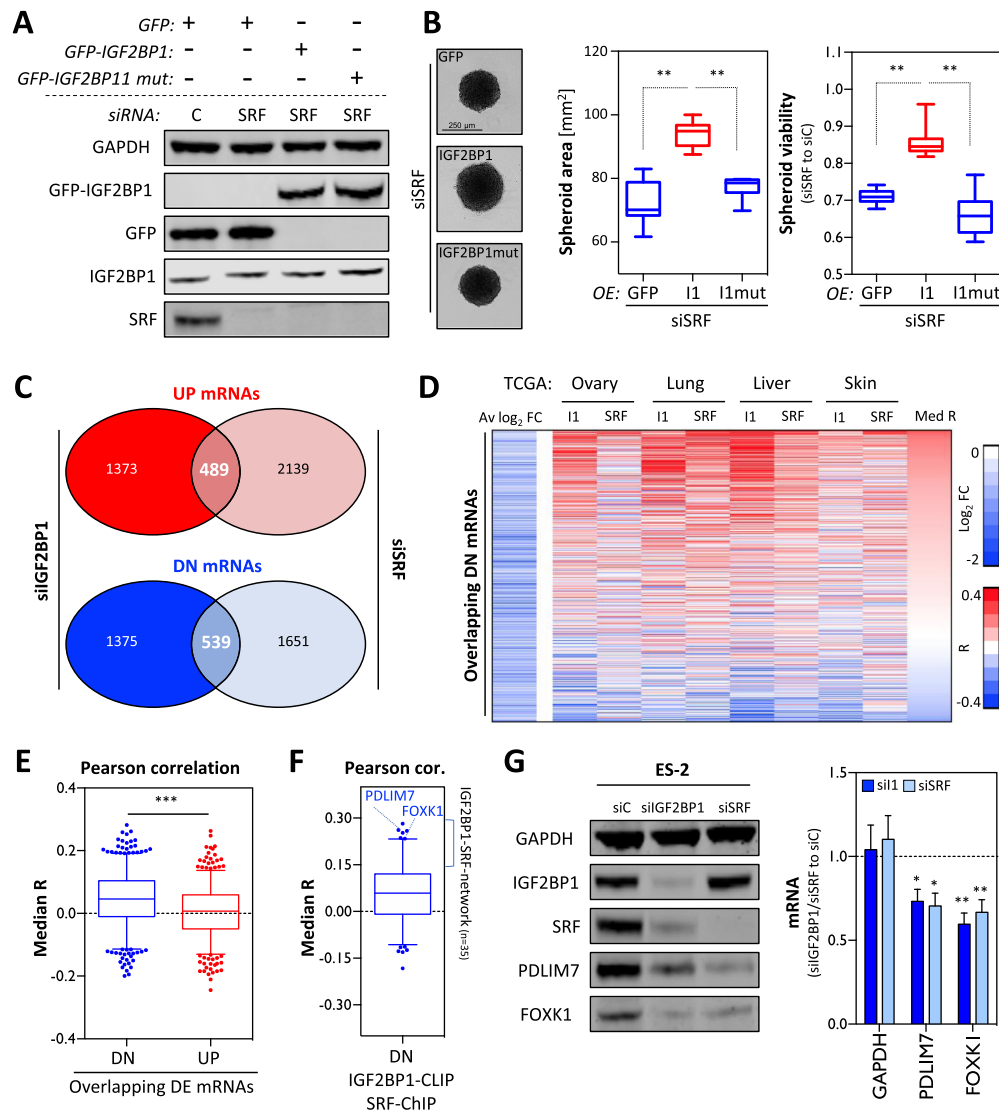 A
GFP: + + - -
GFP-IGF2BP1: - - + -
GFP-IGF2BP11 mut: - - - +
siRNA: C SRF SRF SRF
GAPDH
GFP-IGF2BP1
GFP
IGF2BP1
SRF
B
siSRF
GFP
250 µm
IGF2BP1
IGF2BP1mut
Spheroid area [mm2]
120
100
80
60
OE: GFP I1 I1mut
siSRF
** **
Spheroid viability
(siSRF to siC)
1.1
1.0
0.9
0.8
0.7
0.6
0.5
** **
OE: GFP I1 I1mut
siSRF
C
UP mRNAs
siIGF2BP1
siSRF
1373 489 2139
DN mRNAs
1375 539 1651
D
TCGA: Ovary Lung Liver Skin
Av log2 FC I1 SRF I1 SRF I1 SRF I1 SRF Med R
Overlapping DN mRNAs
0
Log2 FC
-2
0.4
R
-0.4
E
Pearson correlation
***
Median R
0.4
0.2
0.0
-0.2
-0.4
DN UP
Overlapping DE mRNAs
F
Pearson cor.
PDLIM7
FOXK1
Median R
0.30
0.15
0.00
-0.15
-0.30
IGF2BP1-SRF-network (n=35)
DN
IGF2BP1-CLIP
SRF-ChIP
G
ES-2
siC siIGF2BP1 siSRF
GAPDH
IGF2BP1
SRF
PDLIM7
FOXK1
mRNA
(siIGF2BP1/siSRF to siC)
1.5
1.0
0.5
0.0
siI1 siSRF
* * ** **
GAPDH
PDLIM7
FOXK1